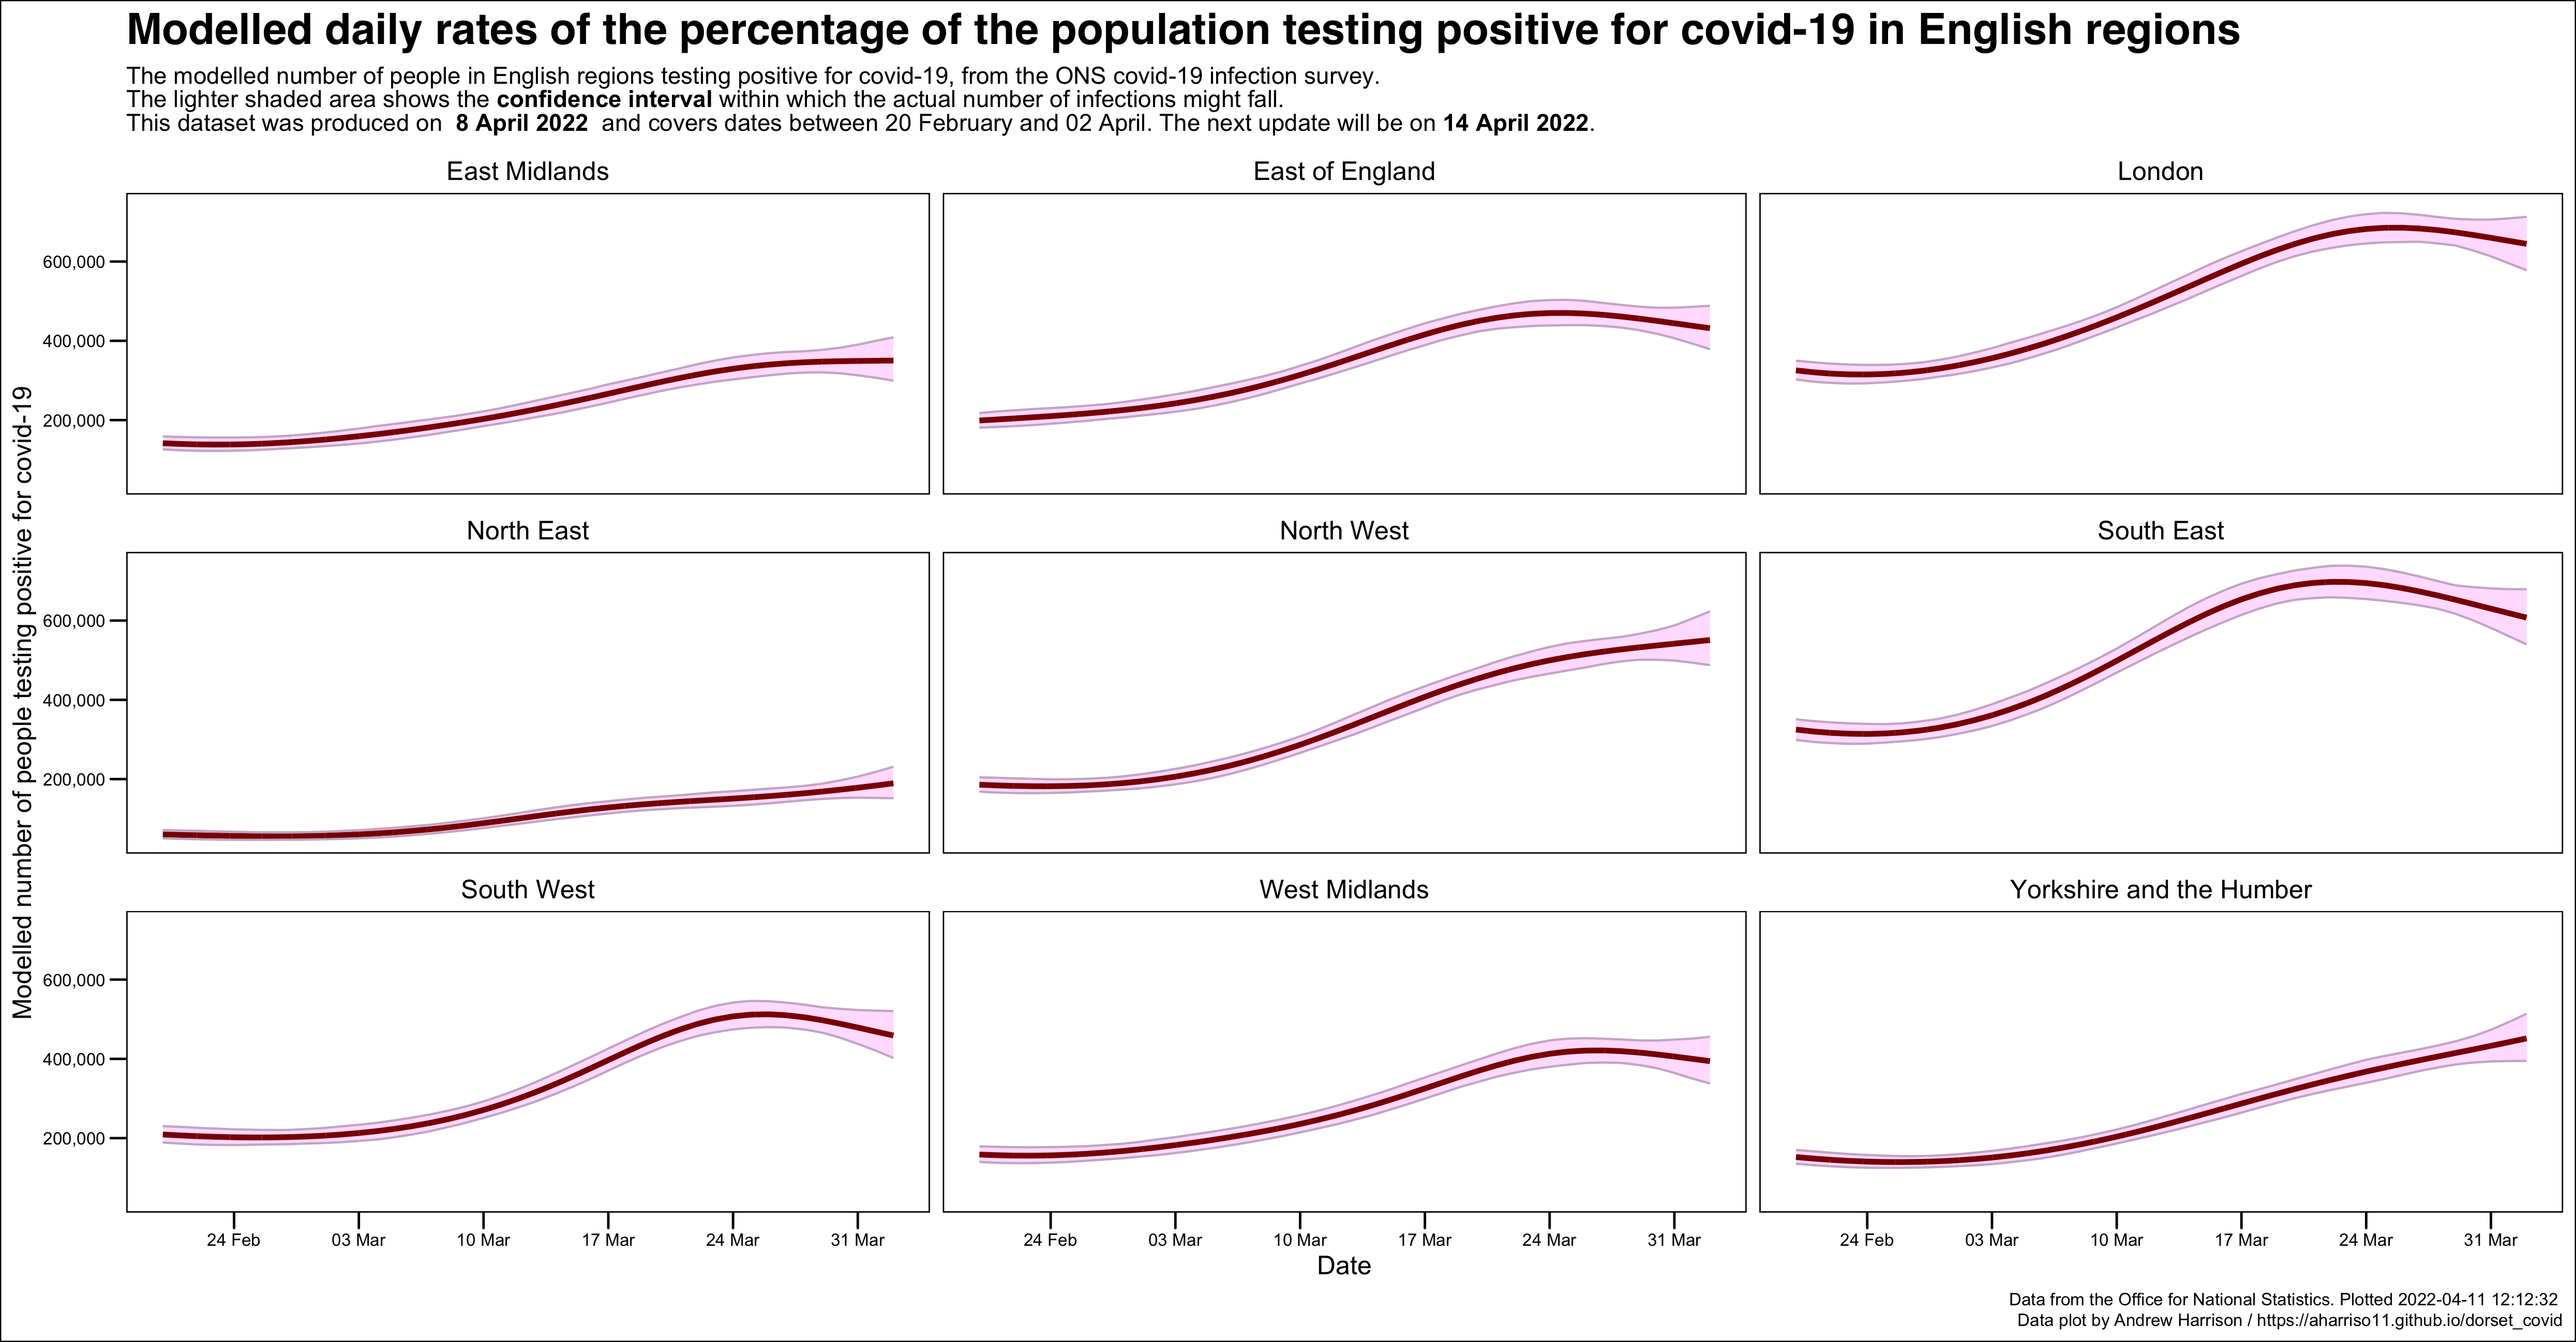 Modelled daily rates of the percentage of the population testing positive for covid-19 in English regions
The modelled number of people in English regions testing positive for covid-19, from the ONS covid-19 infection survey.
The lighter shaded area shows the confidence interval within which the actual number of infections might fall.
This dataset was produced on 8 April 2022 and covers dates between 20 February and 02 April. The next update will be on 14 April 2022.
Modelled number of people testing positive for covid-19
East Midlands
East of England
London
600,000
400,000
200,000
North East
North West
South East
600,000
400,000
200,000
South West
West Midlands
Yorkshire and the Humber
600,000
400,000
200,000
24 Feb 03 Mar 10 Mar 17 Mar 24 Mar 31 Mar
24 Feb 03 Mar 10 Mar 17 Mar 24 Mar 31 Mar
24 Feb 03 Mar 10 Mar 17 Mar 24 Mar 31 Mar
Date
Data from the Office for National Statistics. Plotted 2022-04-11 12:12:32
Data plot by Andrew Harrison / https://aharriso11.github.io/dorset_covid